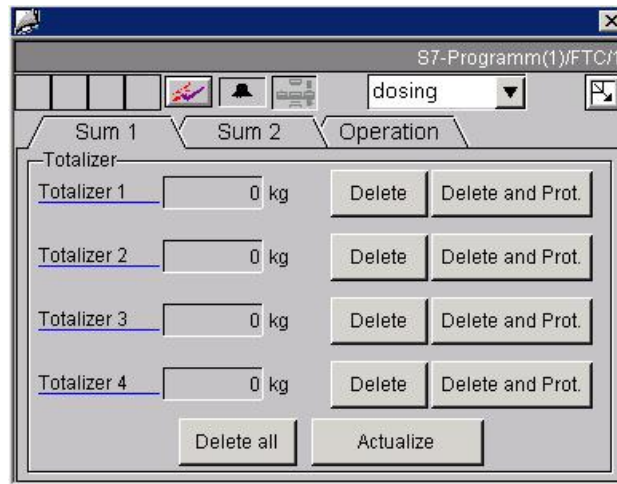 S7-Programm(1)/FTC/1
dosing
Sum 1 Sum 2 Operation
Totalizer
Totalizer 1 0 kg Delete Delete and Prot.
Totalizer 2 0 kg Delete Delete and Prot.
Totalizer 3 0 kg Delete Delete and Prot.
Totalizer 4 0 kg Delete Delete and Prot.
Delete all Actualize